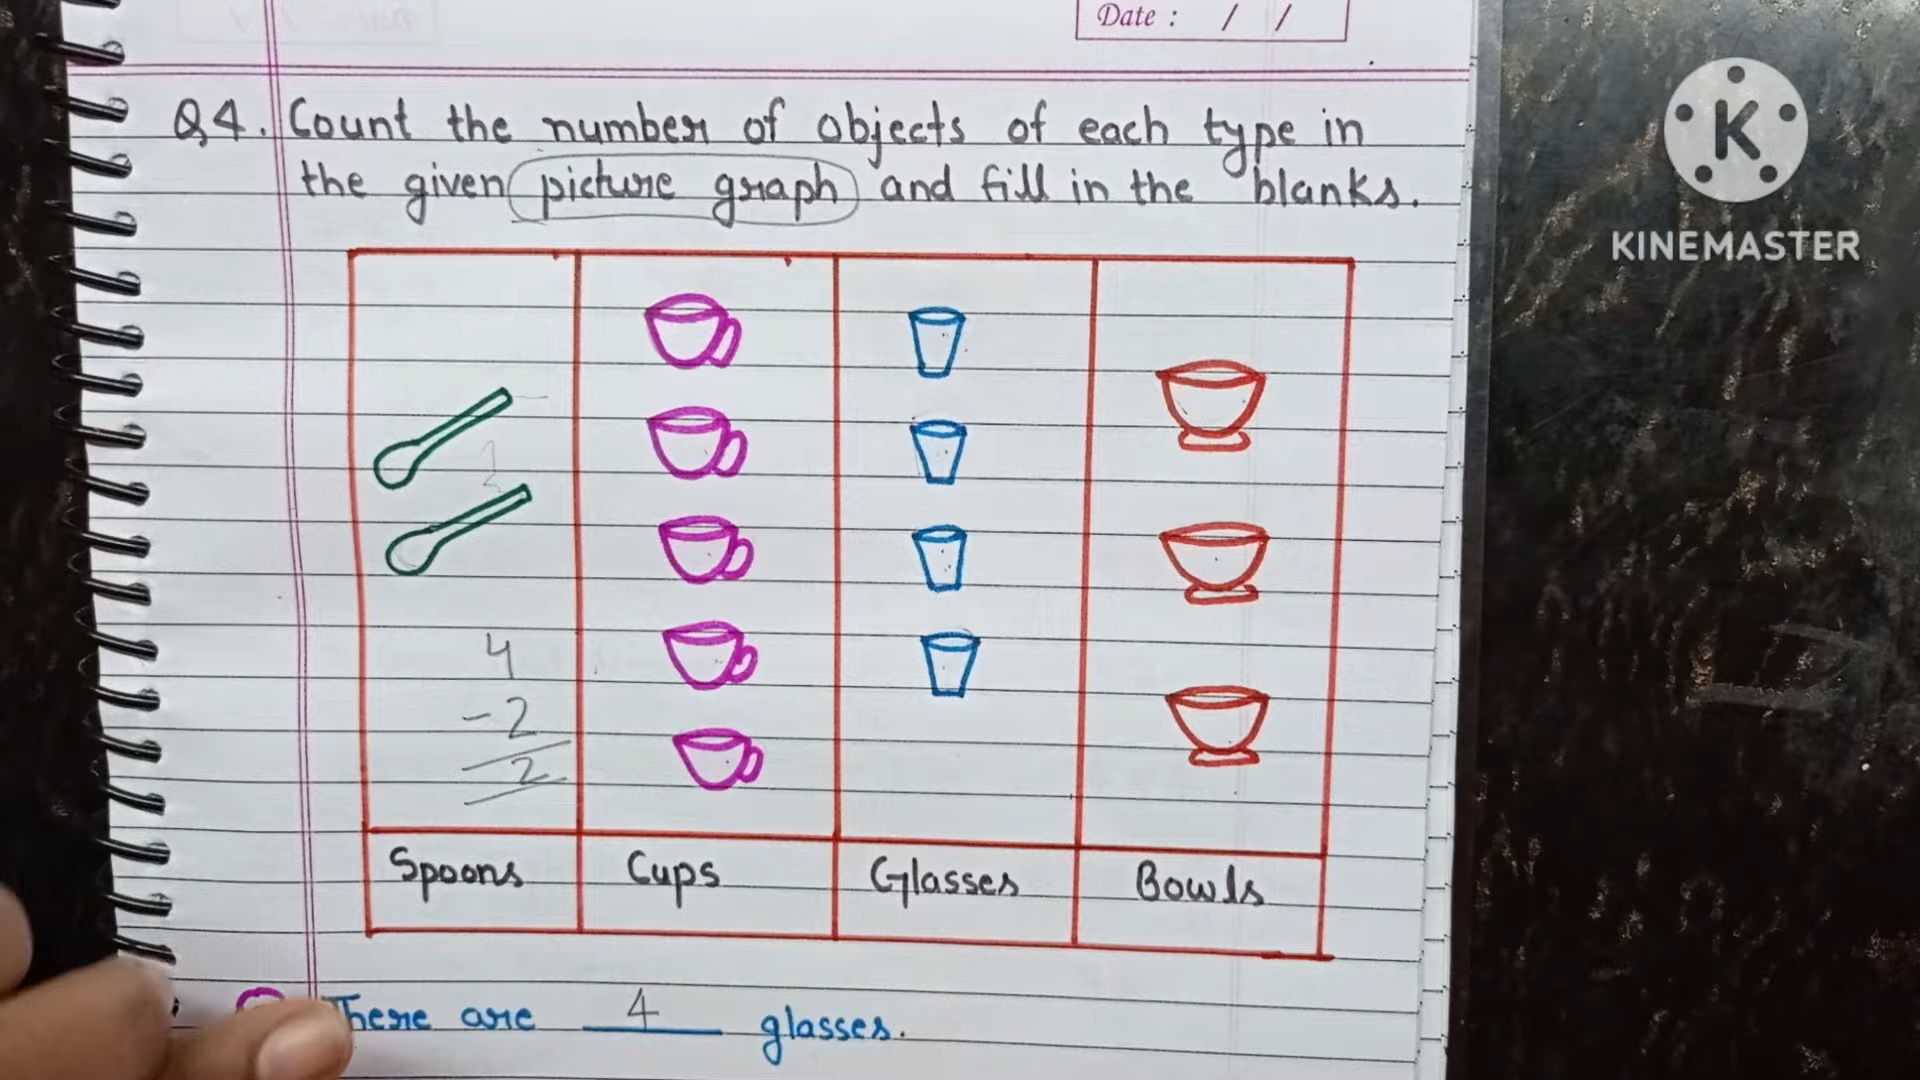 Date : / /
K
KINEMASTER
Q4. Count the number of objects of each type in
the given picture graph and fill in the blanks.
4
-2
2
Spoons Cups Glasses Bowls
There are 4 glasses.